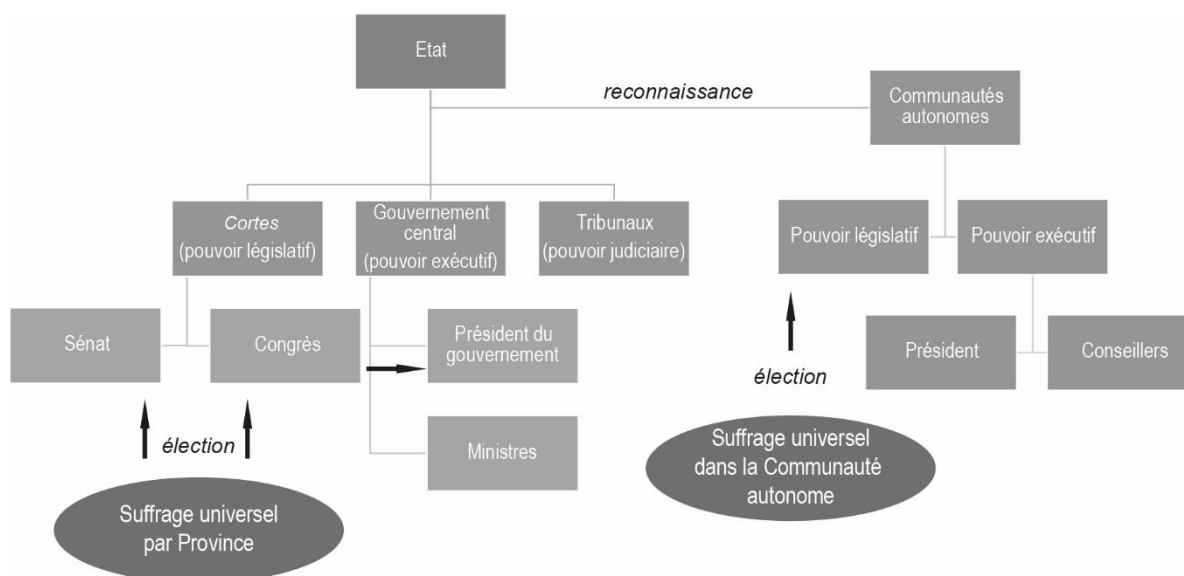 Etat
reconnaissance
Communautés
autonomes
Cortes
(pouvoir législatif)
Gouvernement
central
(pouvoir exécutif)
Tribunaux
(pouvoir judiciaire)
Pouvoir législatif
Pouvoir exécutif
Sénat
Congrès
Président du
gouvernement
Président
Conseillers
élection
élection
Ministres
Suffrage universel
par Province
Suffrage universel
dans la Communauté
autonome